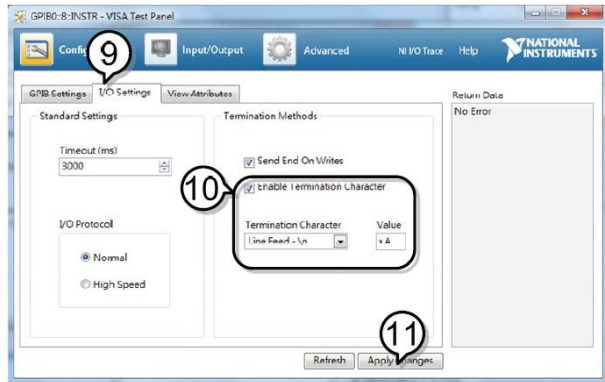 GPIB0::8::INSTR - VISA Test Panel
Input/Output
Advanced
NI I/O Trace
Help
NATIONAL INSTRUMENTS
9
GPIB Settings
I/O Settings
View Attributes
Return Data
No Error
Standard Settings
Termination Methods
Timeout (ms)
3000
Send End On Writes
10
Enable Termination Character
I/O Protocol
Termination Character
Value
Line Feed - \n
xA
Normal
High Speed
11
Refresh
Apply Changes